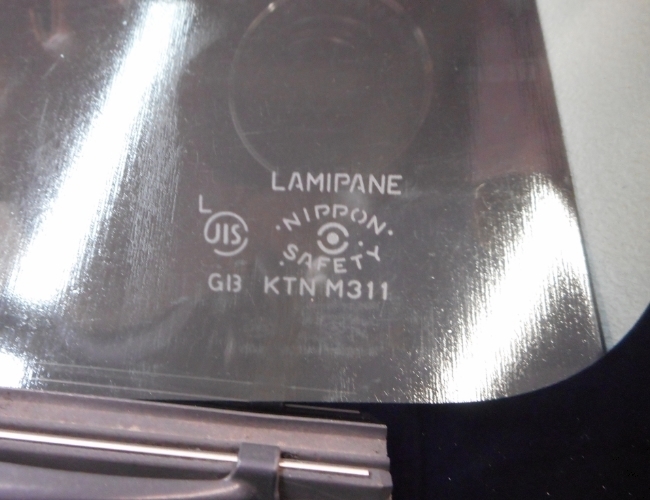 LAMIPANE
L
JIS
·NIPPON·
SAFETY
G13 KTN M311